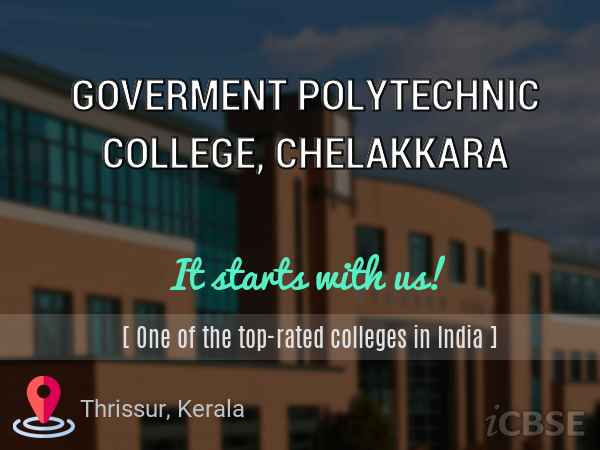 GOVERMENT POLYTECHNIC
COLLEGE, CHELAKKARA
It starts with us!
[ One of the top-rated colleges in India ]
Thrissur, Kerala
iCBSE